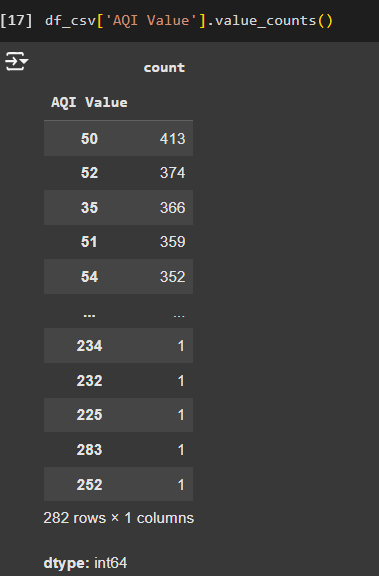 [17] df_csv['AQI Value'].value_counts()
count
AQI Value
50 413
52 374
35 366
51 359
54 352
... ...
234 1
232 1
225 1
283 1
252 1
282 rows × 1 columns
dtype: int64